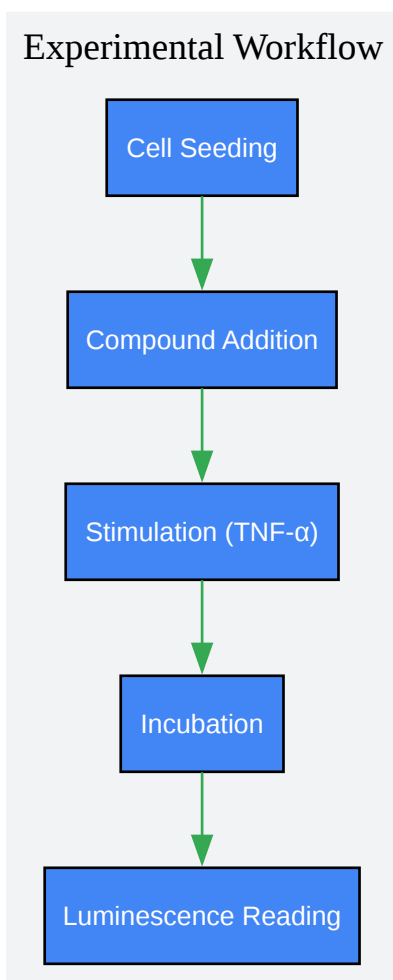 Experimental Workflow
Cell Seeding
Compound Addition
Stimulation (TNF-α)
Incubation
Luminescence Reading